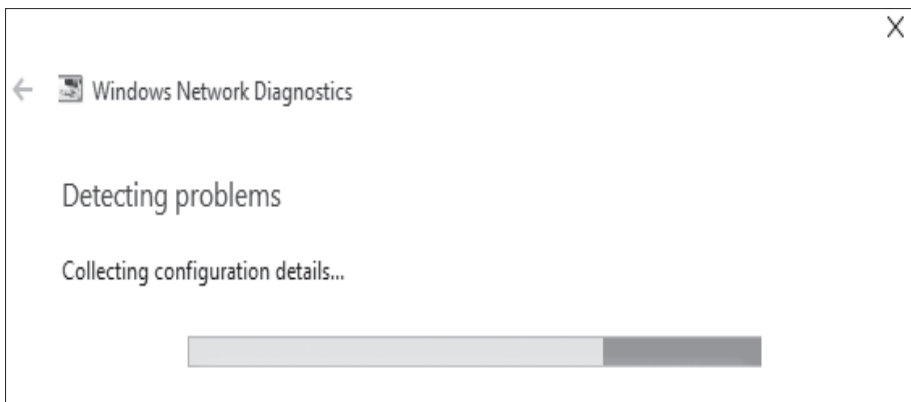 X
Windows Network Diagnostics
Detecting problems
Collecting configuration details...